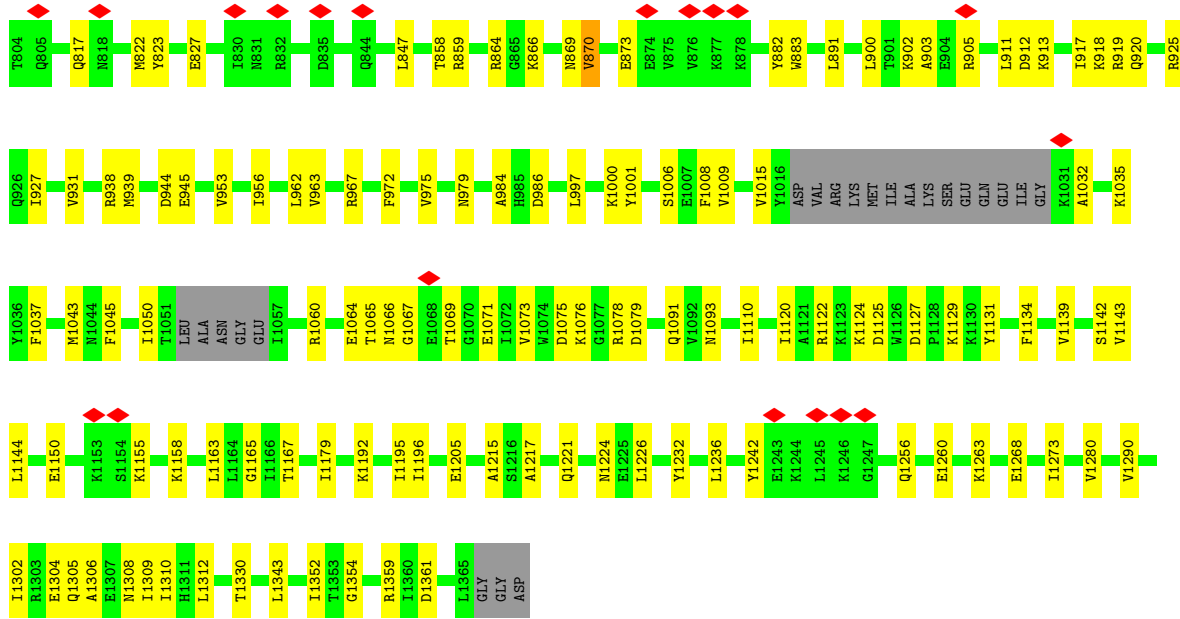 T804 Q805 Q817 N818 M822 Y823 E827 I830 N831 R832 D835 Q844 L847 T858 R859 R864 G865 K866 N869 V870 E873 E874 V875 V876 K877 K878 Y882 W883 L891 L900 T901 K902 A903 E904 R905 L911 D912 K913 I917 K918 R919 Q920 R925
Q926 I927 V931 R938 M939 D944 E945 V953 I956 L962 V963 R967 F972 V975 N979 A984 H985 D986 L997 K1000 Y1001 S1006 E1007 F1008 V1009 V1015 Y1016 ASP VAL ARG LYS MET ILE ALA LYS SER GLU GLN GLU ILE GLY K1031 A1032 K1035
Y1036 F1037 M1043 N1044 F1045 I1050 T1051 LEU ALA ASN GLY GLU I1057 R1060 E1064 T1065 N1066 G1067 E1068 T1069 G1070 E1071 I1072 V1073 W1074 D1075 K1076 G1077 R1078 D1079 Q1091 V1092 N1093 I1110 I1120 A1121 R1122 K1123 K1124 D1125 W1126 D1127 P1128 K1129 K1130 Y1131 F1134 V1139 S1142 V1143
L1144 E1150 K1153 S1154 K1155 K1158 L1163 L1164 G1165 I1166 T1167 I1179 K1192 I1195 I1196 E1205 A1215 S1216 A1217 Q1221 N1224 E1225 L1226 Y1232 L1236 Y1242 E1243 K1244 L1245 K1246 G1247 Q1256 E1260 K1263 E1268 I1273 V1280 V1290
I1302 R1303 E1304 Q1305 A1306 E1307 N1308 I1309 I1310 H1311 L1312 T1330 L1343 I1352 T1353 G1354 R1359 I1360 D1361 L1365 GLY GLY ASP